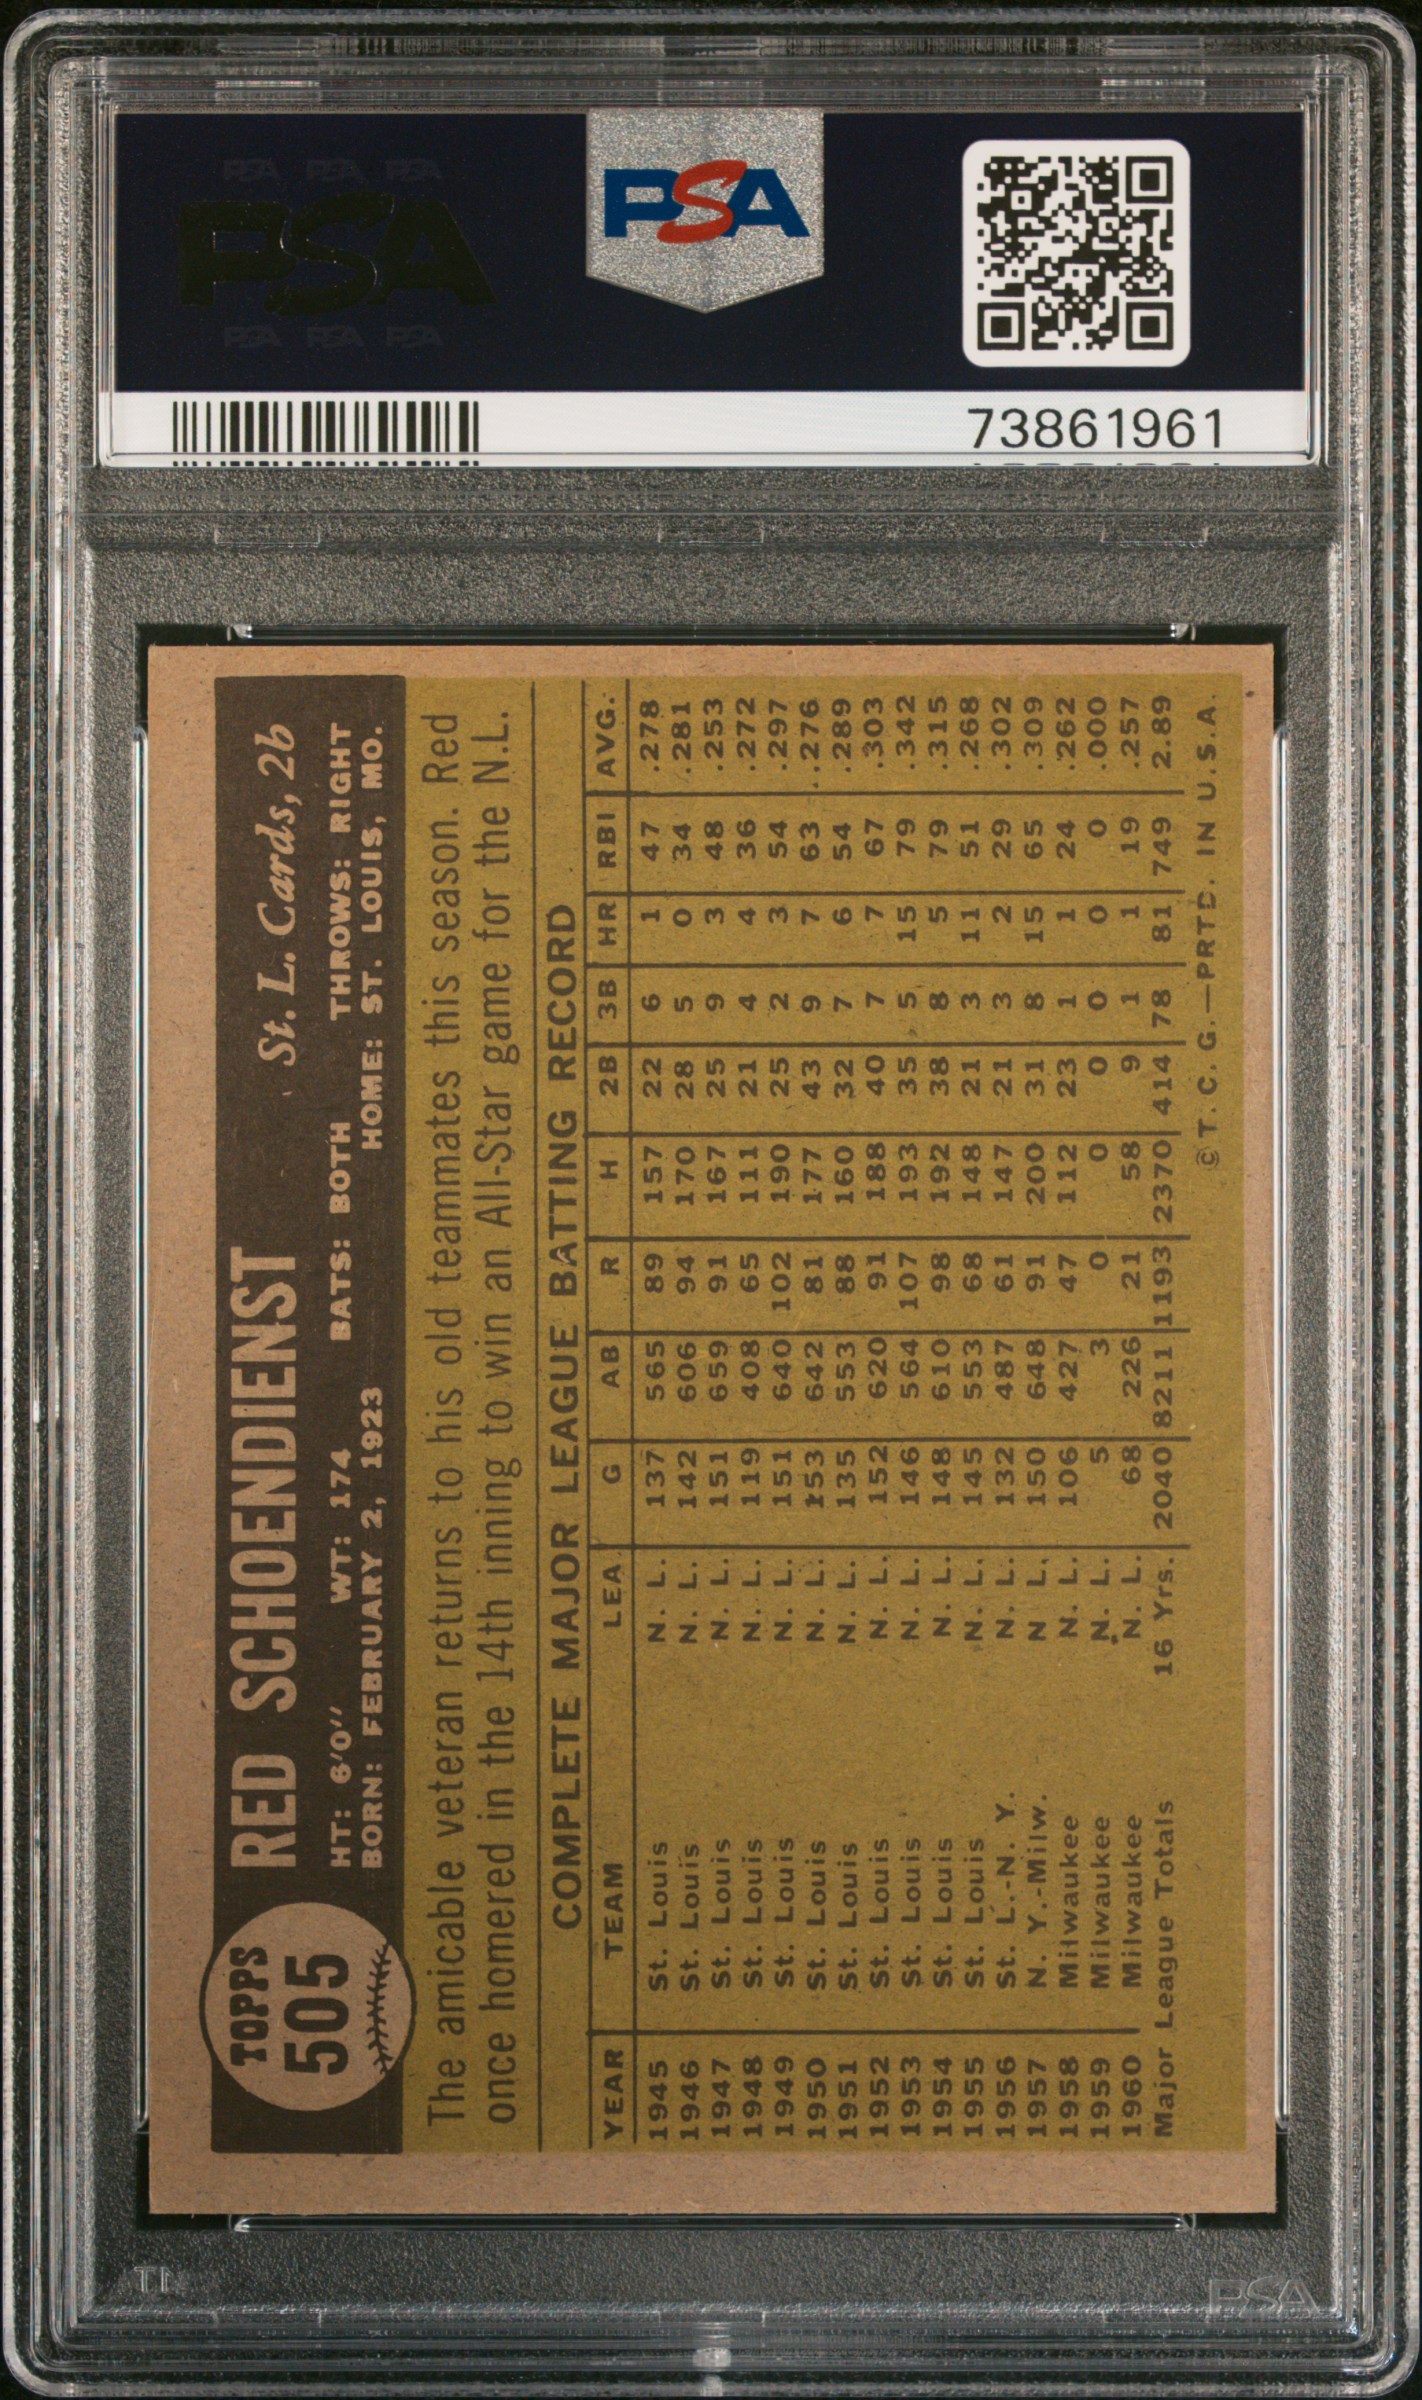 PSA PSA PSA
PSA
PSA PSA PSA
PSA
73861961
TOPPS
505
RED SCHOENDIENST St. L. Cards, 2b
HT: 6'0'' WT: 174 BATS: BOTH THROWS: RIGHT
BORN: FEBRUARY 2, 1923 HOME: ST. LOUIS, MO.
The amicable veteran returns to his old teammates this season. Red
once homered in the 14th inning to win an All-Star game for the N.L.
COMPLETE MAJOR LEAGUE BATTING RECORD
YEAR TEAM LEA. G AB R H 2B 3B HR RBI AVG.
1945 St. Louis N. L. 137 565 89 157 22 6 1 47 .278
1946 St. Louis N. L. 142 606 94 170 28 5 0 34 .281
1947 St. Louis N. L. 151 659 91 167 25 9 3 48 .253
1948 St. Louis N. L. 119 408 65 111 21 4 4 36 .272
1949 St. Louis N. L. 151 640 102 190 25 2 3 54 .297
1950 St. Louis N. L. 153 642 81 177 43 9 7 63 .276
1951 St. Louis N. L. 135 553 88 160 32 7 6 54 .289
1952 St. Louis N. L. 152 620 91 188 40 7 7 67 .303
1953 St. Louis N. L. 146 564 107 193 35 5 15 79 .342
1954 St. Louis N. L. 148 610 98 192 38 8 5 79 .315
1955 St. Louis N. L. 145 553 68 148 21 3 11 51 .268
1956 St. L.-N. Y. N. L. 132 487 61 147 21 3 2 29 .302
1957 N. Y.-Milw. N L. 150 648 91 200 31 8 15 65 .309
1958 Milwaukee N. L. 106 427 47 112 23 1 1 24 .262
1959 Milwaukee N. L. 5 3 0 0 0 0 0 0 .000
1960 Milwaukee N. L. 68 226 21 58 9 1 1 19 .257
Major League Totals 16 Yrs. 2040 8211 1193 2370 414 78 81 749 2.89
© T. C. G.—PRTD. IN U.S.A.
TI
PSA